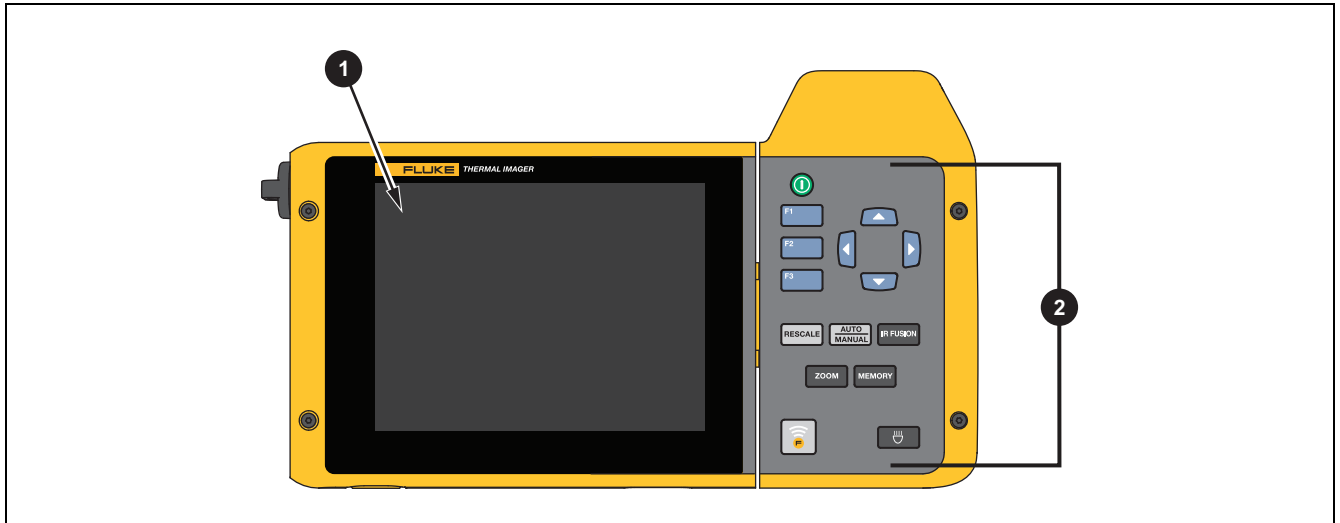 1
FLUKE THERMAL IMAGER
F1
F2
F3
2
RESCALE
AUTO
MANUAL
IR FUSION
ZOOM
MEMORY
F